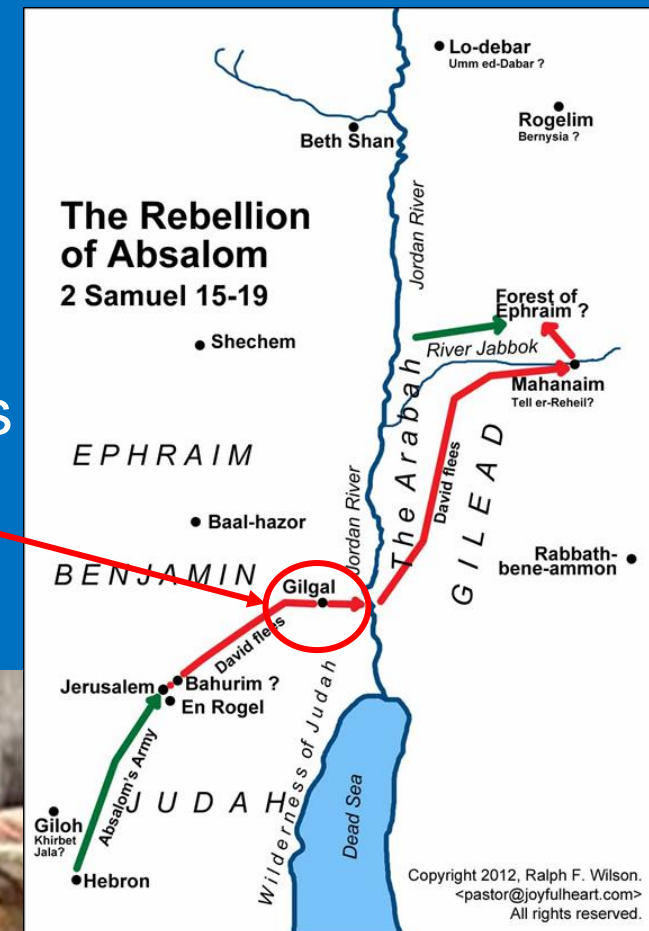 Lo-debar
Umm ed-Dabar ?
Rogelim
Bernysia ?
Beth Shan
The Rebellion
of Absalom
2 Samuel 15-19
Jordan River
Forest of
Ephraim ?
Shechem
River Jabbok
Mahanaim
Tell er-Reheil?
s
EPHRAIM
The Arabah
David flees
GILEAD
Baal-hazor
Jordan River
Rabbath-
bene-ammon
BENJAMIN
Gilgal
David flees
Jerusalem
Bahurim ?
En Rogel
Wilderness of Judah
Absalom's Army
JUDAH
Dead Sea
Giloh
Khirbet
Jala?
Hebron
Copyright 2012, Ralph F. Wilson.
<pastor@joyfulheart.com>
All rights reserved.